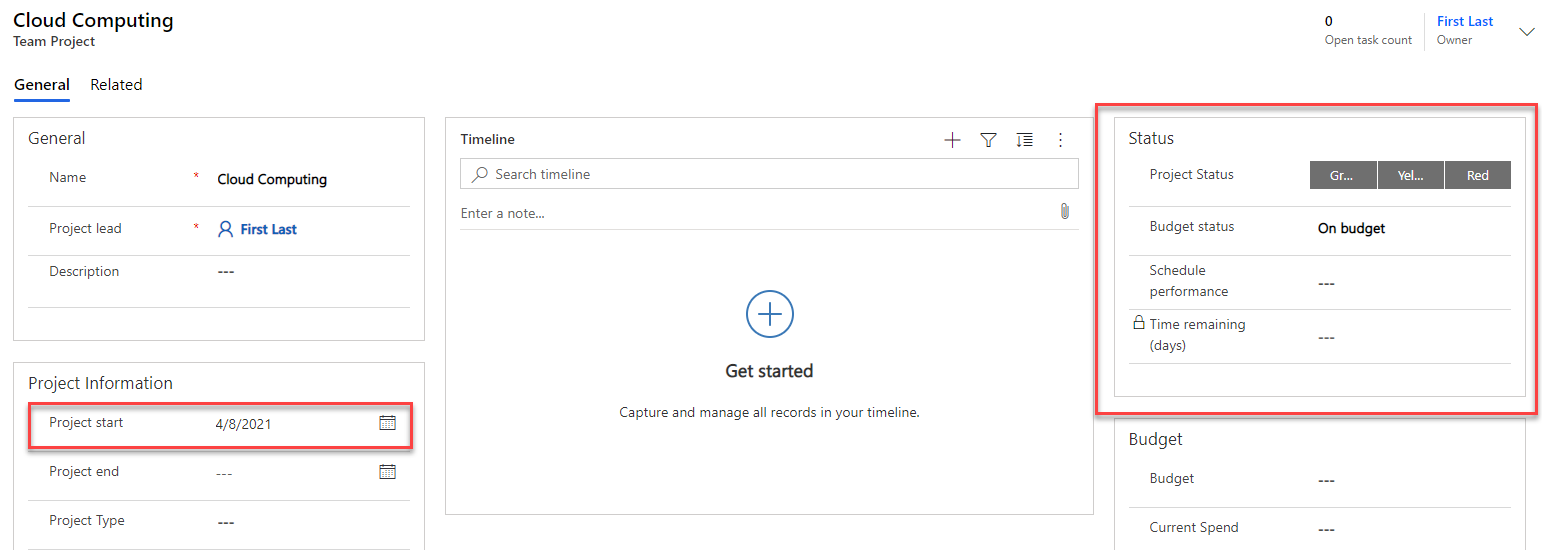 Cloud Computing
Team Project
0
Open task count
First Last
Owner
General
Related
General
Name * Cloud Computing
Project lead * First Last
Description ---
Project Information
Project start 4/8/2021
Project end ---
Project Type ---
Timeline
Search timeline
Enter a note...
Get started
Capture and manage all records in your timeline.
Status
Project Status Gr... Yel... Red
Budget status On budget
Schedule
performance ---
Time remaining
(days) ---
Budget
Budget ---
Current Spend ---